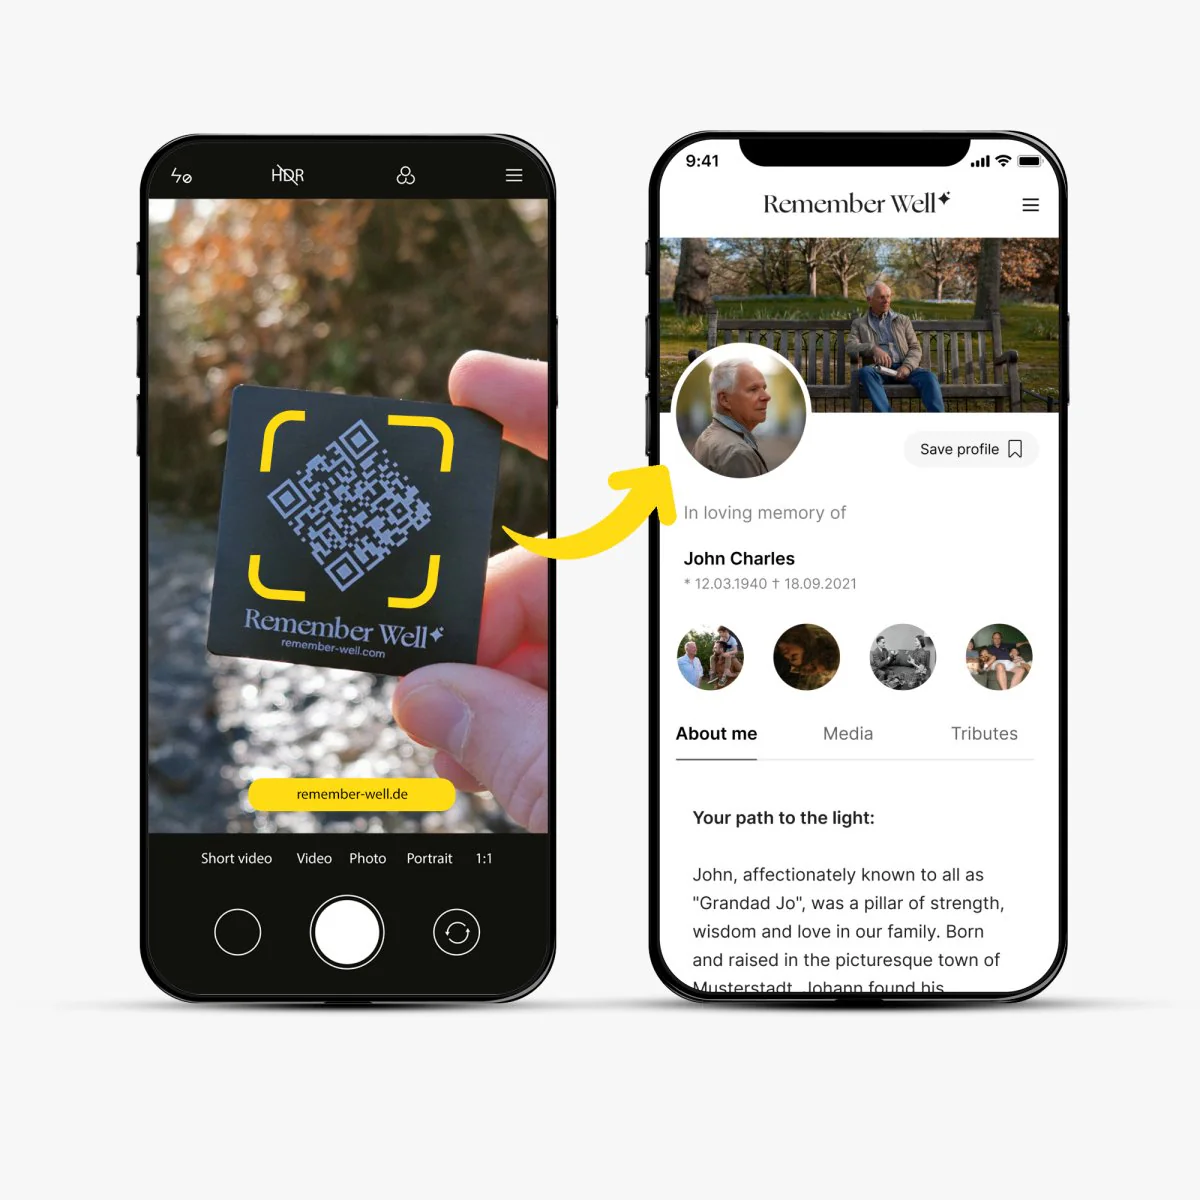 HDR
Remember Well
remember-well.com
remember-well.de
Short video Video Photo Portrait 1:1
9:41
Remember Well
Save profile
In loving memory of
John Charles
* 12.03.1940 † 18.09.2021
About me Media Tributes
Your path to the light:
John, affectionately known to all as
"Grandad Jo", was a pillar of strength,
wisdom and love in our family. Born
and raised in the picturesque town of
Musterstadt, Johann found his